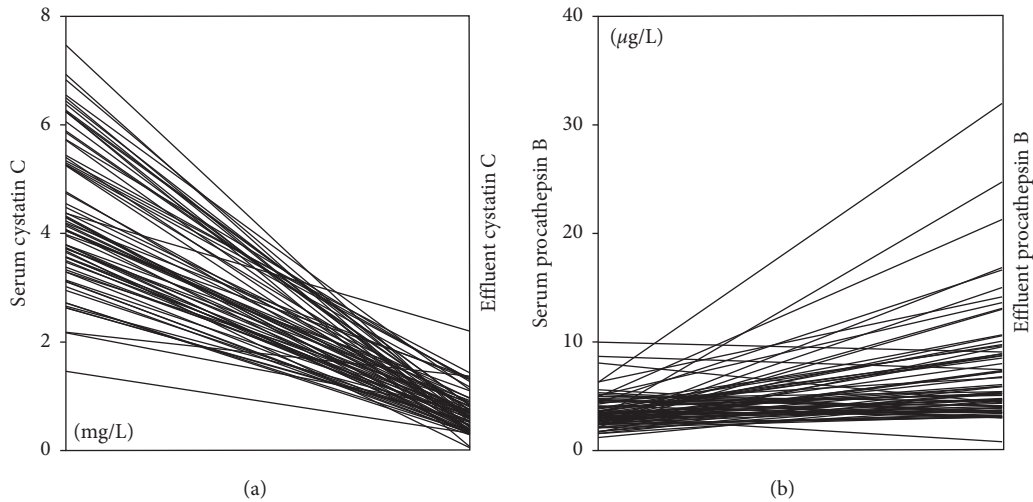 8
6
4
2
0
Serum cystatin C
(mg/L)
Effluent cystatin C
(a)
40
30
20
10
0
Serum procathepsin B
(μg/L)
Effluent procathepsin B
(b)